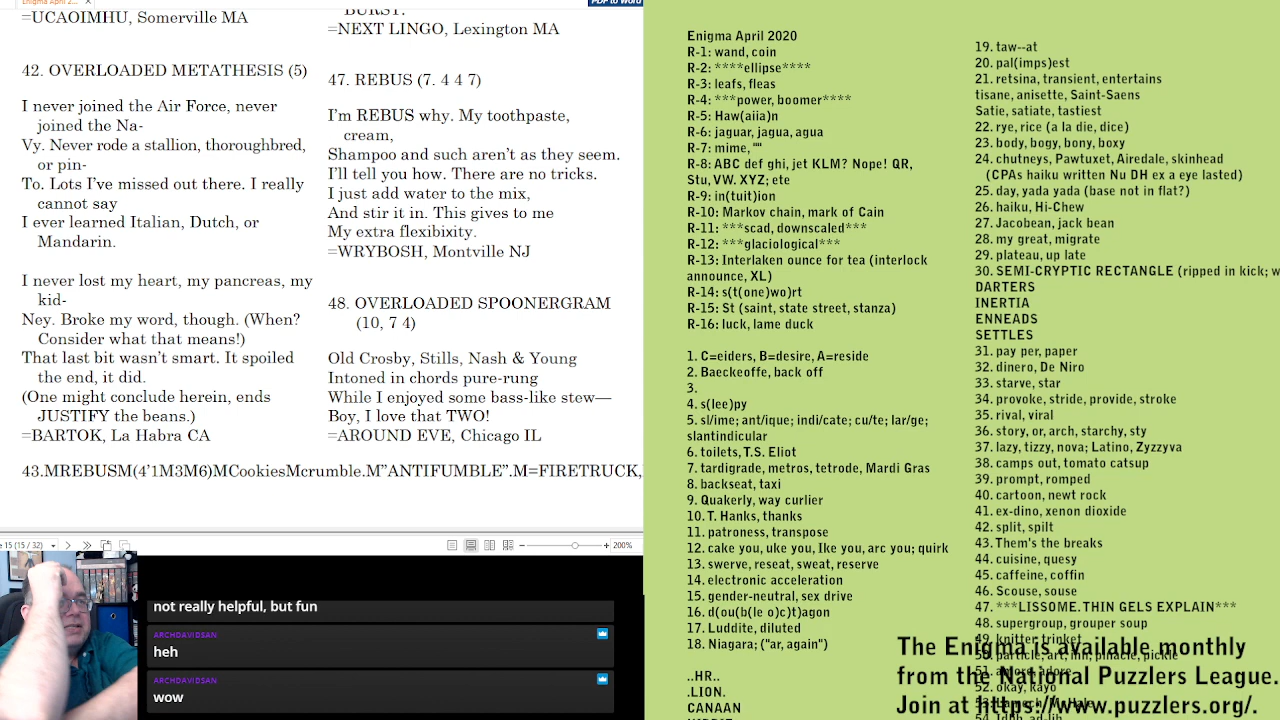 Enigma April 2...
PDF to Word
=UCAOIMHU, Somerville MA
BURST.
=NEXT LINGO, Lexington MA
42. OVERLOADED METATHESIS (5)
I never joined the Air Force, never
joined the Na-
Vy. Never rode a stallion, thoroughbred,
or pin-
To. Lots I've missed out there. I really
cannot say
I ever learned Italian, Dutch, or
Mandarin.
I never lost my heart, my pancreas, my
kid-
Ney. Broke my word, though. (When?
Consider what that means!)
That last bit wasn't smart. It spoiled
the end, it did.
(One might conclude herein, ends
JUSTIFY the beans.)
=BARTOK, La Habra CA
47. REBUS (7. 4 4 7)
I'm REBUS why. My toothpaste,
cream,
Shampoo and such aren't as they seem.
I'll tell you how. There are no tricks.
I just add water to the mix,
And stir it in. This gives to me
My extra flexibixity.
=WRYBOSH, Montville NJ
48. OVERLOADED SPOONERGRAM
(10, 7 4)
Old Crosby, Stills, Nash & Young
Intoned in chords pure-rung
While I enjoyed some bass-like stew—
Boy, I love that TWO!
=AROUND EVE, Chicago IL
43.MREBUSM(4'1M3M6)MCookiesMcrumble.M"ANTIFUMBLE".M=FIRETRUCK,
15 (15 / 32)
200%
not really helpful, but fun
ARCHDAVIDSAN
heh
ARCHDAVIDSAN
wow
Enigma April 2020
R-1: wand, coin
R-2: ****ellipse****
R-3: leafs, fleas
R-4: ***power, boomer****
R-5: Haw(aiia)n
R-6: jaguar, jagua, agua
R-7: mime, ""
R-8: ABC def ghi, jet KLM? Nope! QR,
Stu, VW. XYZ; ete
R-9: in(tuit)ion
R-10: Markov chain, mark of Cain
R-11: ***scad, downscaled***
R-12: ***glaciological***
R-13: Interlaken ounce for tea (interlock
announce, XL)
R-14: s(t(one)wo)rt
R-15: St (saint, state street, stanza)
R-16: luck, lame duck
1. C=eiders, B=desire, A=reside
2. Baeckeoffe, back off
3.
4. s(lee)py
5. sl/ime; ant/ique; indi/cate; cu/te; lar/ge;
slantindicular
6. toilets, T.S. Eliot
7. tardigrade, metros, tetrode, Mardi Gras
8. backseat, taxi
9. Quakerly, way curlier
10. T. Hanks, thanks
11. patroness, transpose
12. cake you, uke you, Ike you, arc you; quirk
13. swerve, reseat, sweat, reserve
14. electronic acceleration
15. gender-neutral, sex drive
16. d(ou(b(le o)c)t)agon
17. Luddite, diluted
18. Niagara; ("ar, again")
..HR..
.LION.
CANAAN
19. taw--at
20. pal(imps)est
21. retsina, transient, entertains
tisane, anisette, Saint-Saens
Satie, satiate, tastiest
22. rye, rice (a la die, dice)
23. body, bogy, bony, boxy
24. chutneys, Pawtuxet, Airedale, skinhead
(CPAs haiku written Nu DH ex a eye lasted)
25. day, yada yada (base not in flat?)
26. haiku, Hi-Chew
27. Jacobean, jack bean
28. my great, migrate
29. plateau, up late
30. SEMI-CRYPTIC RECTANGLE (ripped in kick; w
DARTERS
INERTIA
ENNEADS
SETTLES
31. pay per, paper
32. dinero, De Niro
33. starve, star
34. provoke, stride, provide, stroke
35. rival, viral
36. story, or, arch, starchy, sty
37. lazy, tizzy, nova; Latino, Zyzzyva
38. camps out, tomato catsup
39. prompt, romped
40. cartoon, newt rock
41. ex-dino, xenon dioxide
42. split, spilt
43. Them's the breaks
44. cuisine, quesy
45. caffeine, coffin
46. Scouse, souse
47. ***LISSOME. THIN GELS EXPLAIN***
48. supergroup, grouper soup
49. knitter, trinket
50. particle, art, inn, pinacle, pickle
51. amore, adore
52. okay, kayo
The Enigma is available monthly
from the National Puzzlers League.
Join at https://www.puzzlers.org/.